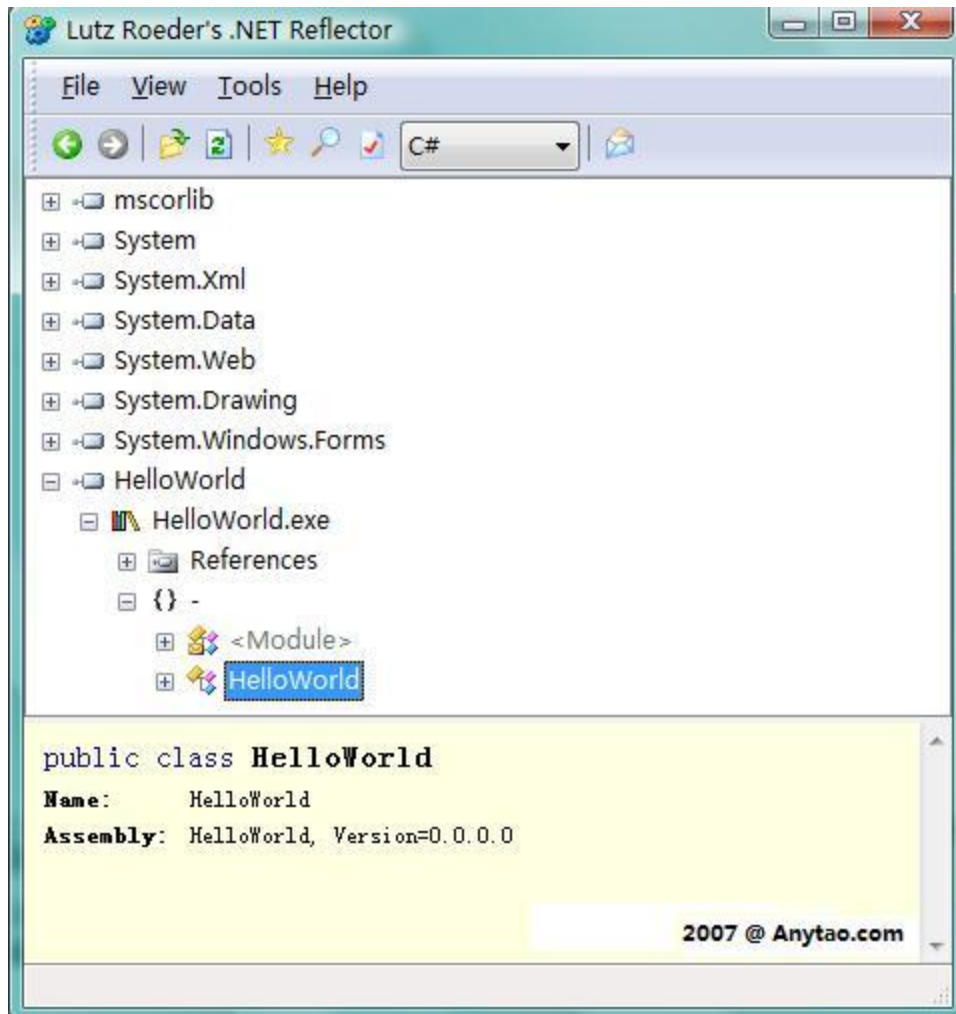 Lutz Roeder's .NET Reflector
File View Tools Help
C#
mscorlib
System
System.Xml
System.Data
System.Web
System.Drawing
System.Windows.Forms
HelloWorld
HelloWorld.exe
References
{} -
<Module>
HelloWorld
public class HelloWorld
Name: HelloWorld
Assembly: HelloWorld, Version=0.0.0.0
2007 @ Anytao.com